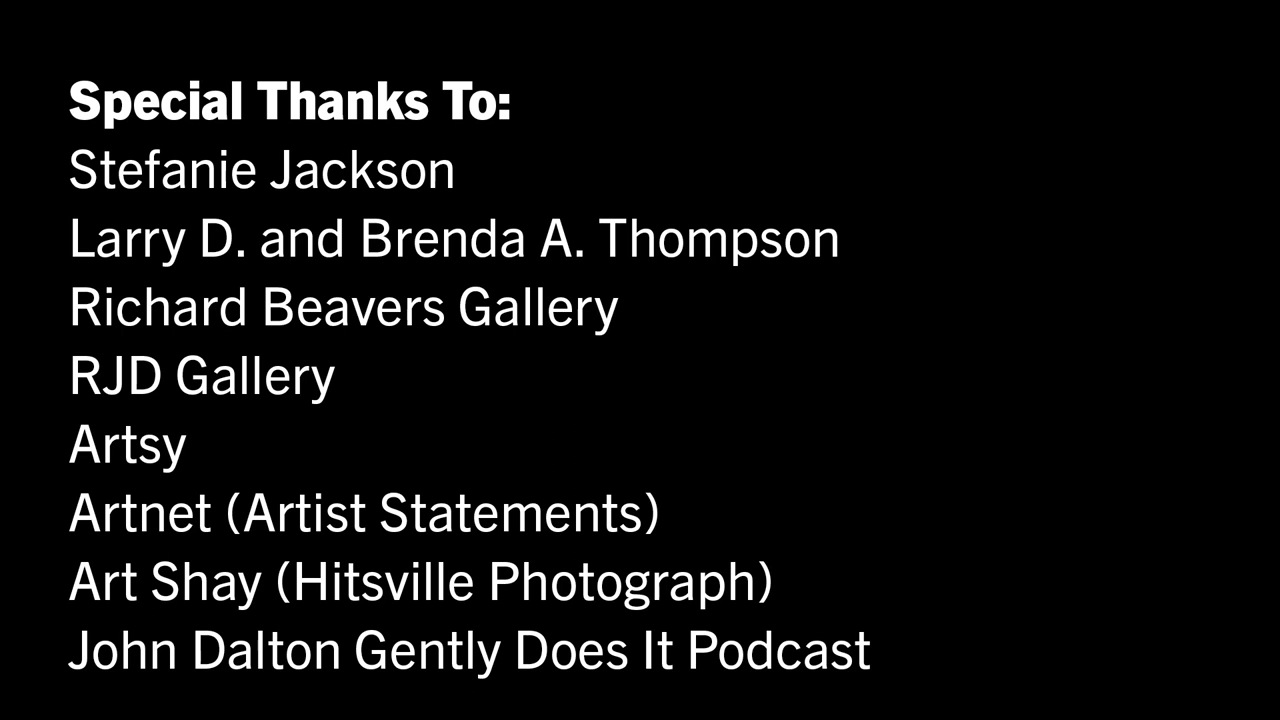 Special Thanks To:
Stefanie Jackson
Larry D. and Brenda A. Thompson
Richard Beavers Gallery
RJD Gallery
Artsy
Artnet (Artist Statements)
Art Shay (Hitsville Photograph)
John Dalton Gently Does It Podcast